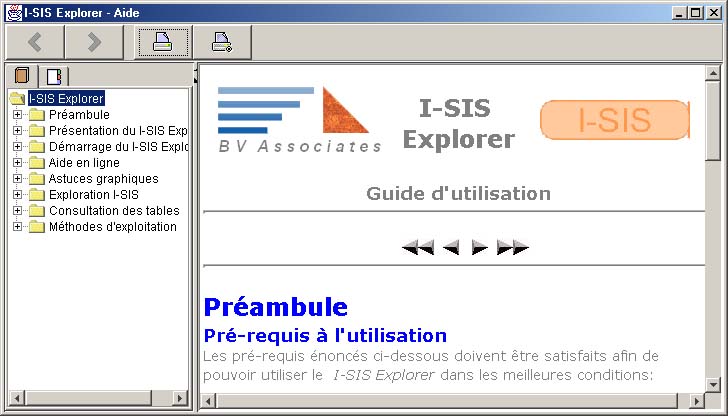 I-SIS Explorer - Aide
I-SIS Explorer
Préambule
Présentation du I-SIS Exp
Démarrage du I-SIS Explo
Aide en ligne
Astuces graphiques
Exploration I-SIS
Consultation des tables
Méthodes d'exploitation
BV Associates
I-SIS
Explorer
I-SIS
Guide d'utilisation
Préambule
Pré-requis à l'utilisation
Les pré-requis énoncés ci-dessous doivent être satisfaits afin de
pouvoir utiliser le I-SIS Explorer dans les meilleures conditions: